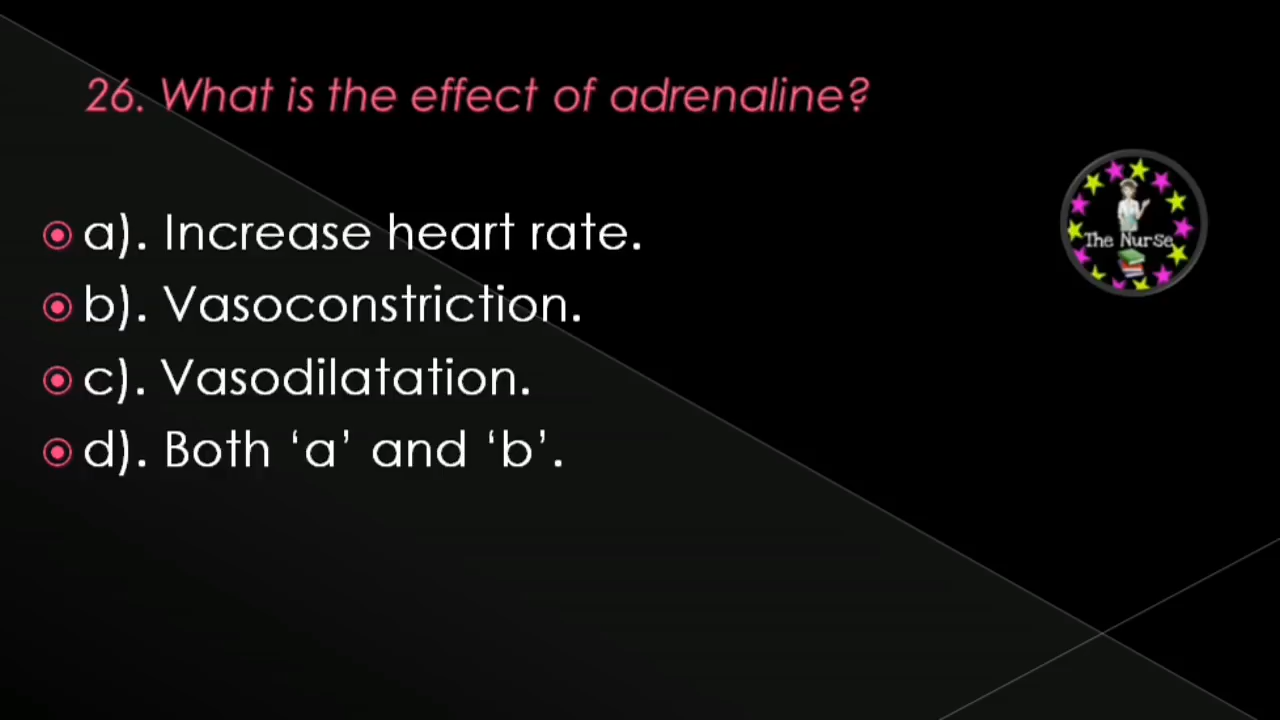 26. What is the effect of adrenaline?
a). Increase heart rate.
The Nurse
b). Vasoconstriction.
c). Vasodilatation.
d). Both ‘a’ and ‘b’.